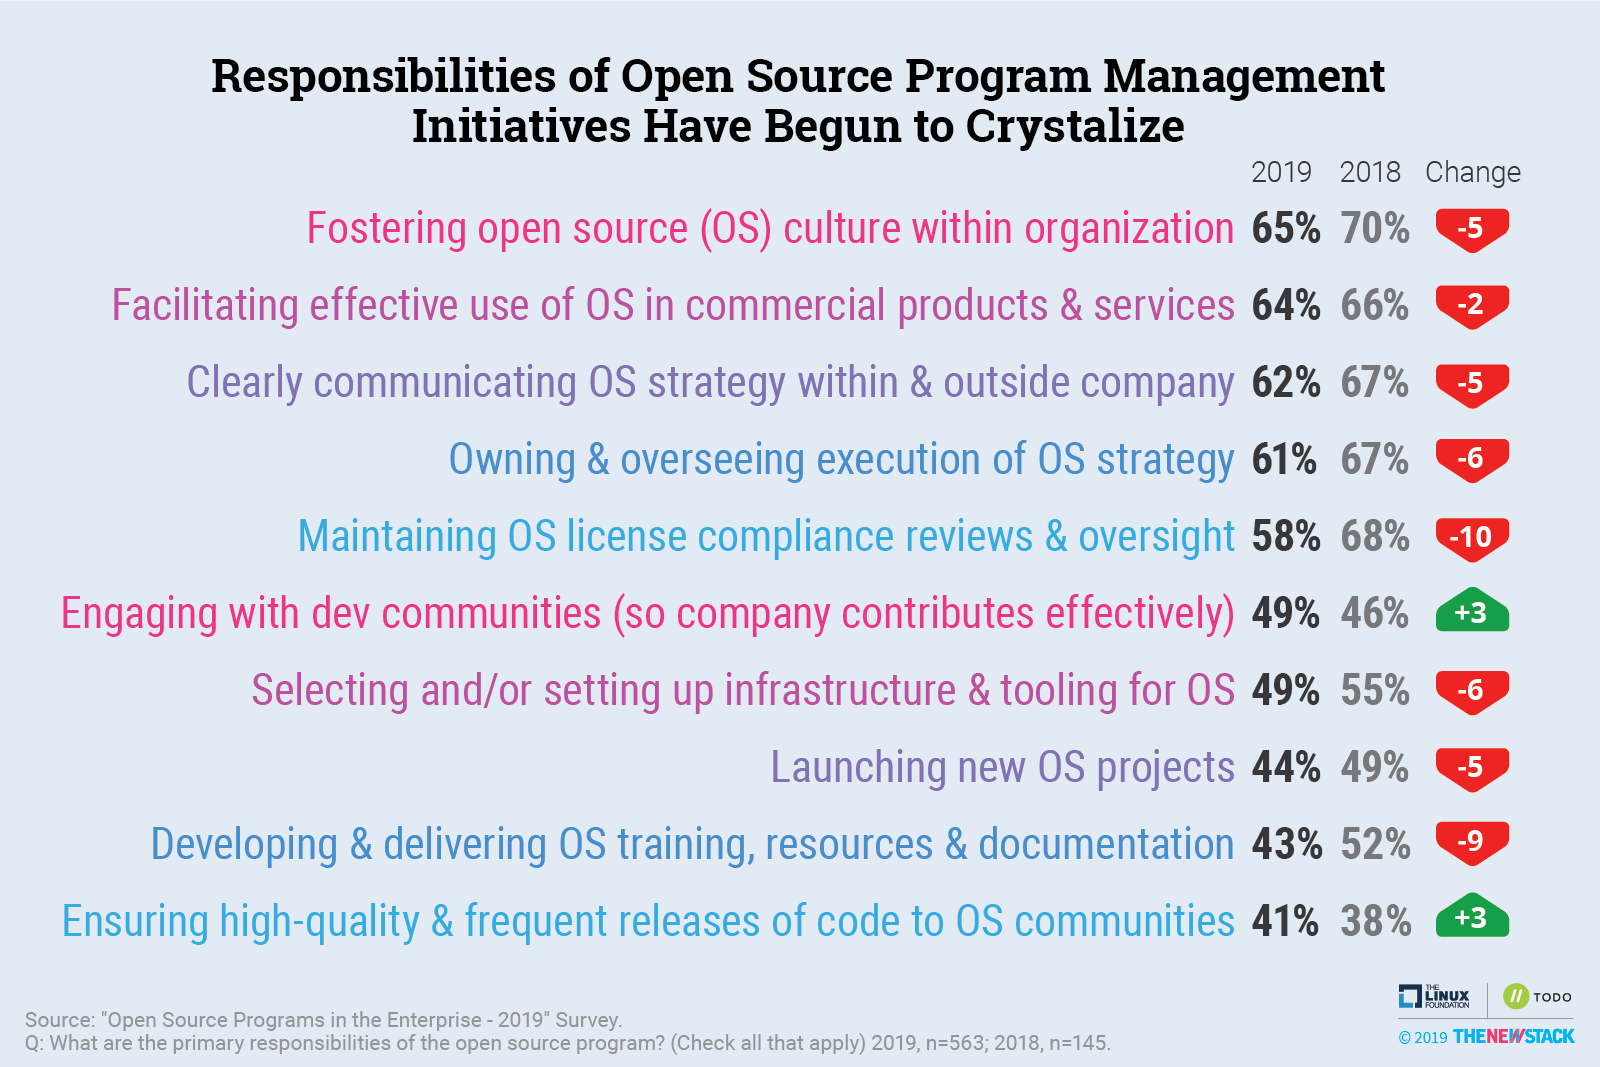 Responsibilities of Open Source Program Management
Initiatives Have Begun to Crystalize
2019 2018 Change
Fostering open source (OS) culture within organization 65% 70% -5
Facilitating effective use of OS in commercial products & services 64% 66% -2
Clearly communicating OS strategy within & outside company 62% 67% -5
Owning & overseeing execution of OS strategy 61% 67% -6
Maintaining OS license compliance reviews & oversight 58% 68% -10
Engaging with dev communities (so company contributes effectively) 49% 46% +3
Selecting and/or setting up infrastructure & tooling for OS 49% 55% -6
Launching new OS projects 44% 49% -5
Developing & delivering OS training, resources & documentation 43% 52% -9
Ensuring high-quality & frequent releases of code to OS communities 41% 38% +3
THE
LINUX
FOUNDATION
// TODO
Source: "Open Source Programs in the Enterprise - 2019" Survey.
Q: What are the primary responsibilities of the open source program? (Check all that apply) 2019, n=563; 2018, n=145.
© 2019 THENEWSTACK